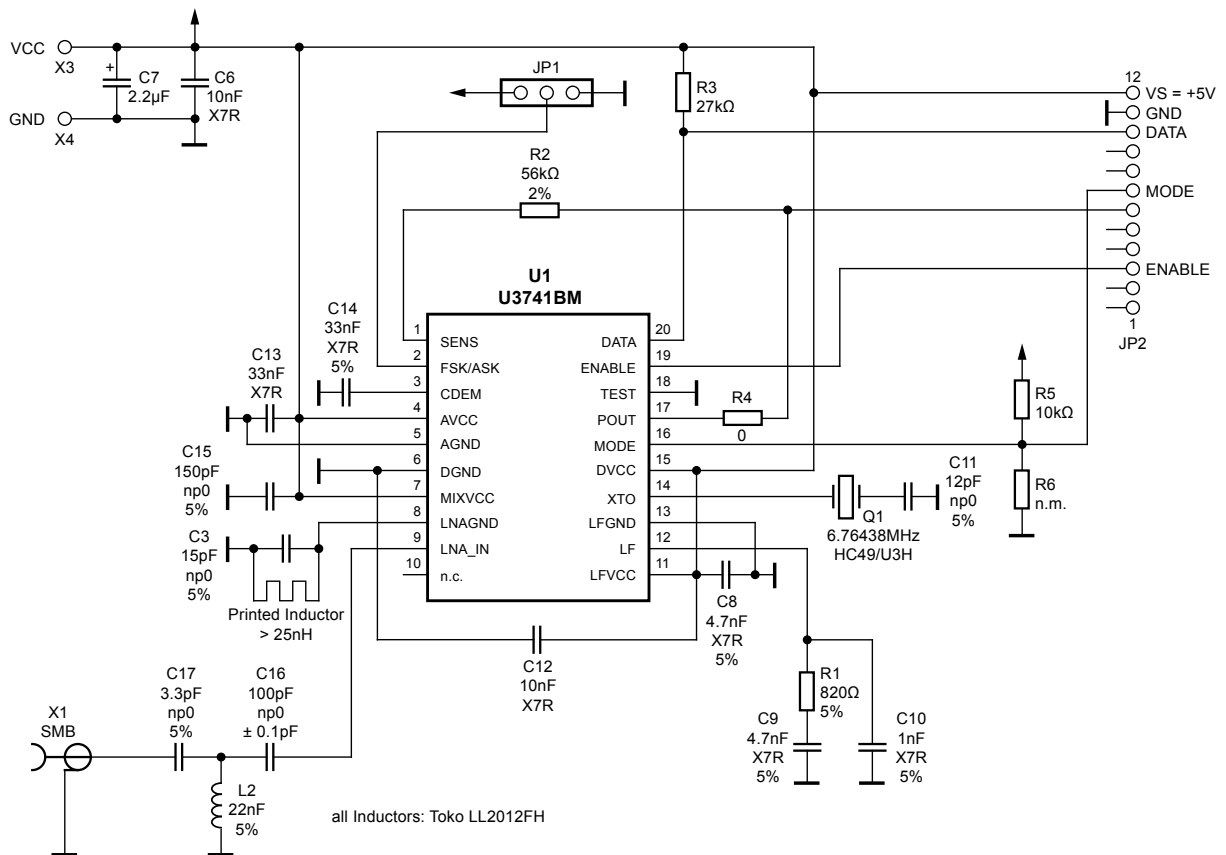 VCC
X3
+
C7
2.2µF
C6
10nF
X7R
GND
X4
JP1
R3
27kΩ
12
VS = +5V
GND
DATA
MODE
ENABLE
1
JP2
R2
56kΩ
2%
U1
U3741BM
C14
33nF
X7R
5%
C13
33nF
X7R
C15
150pF
np0
5%
C3
15pF
np0
5%
Printed Inductor
> 25nH
1
2
3
4
5
6
7
8
9
10
SENS
FSK/ASK
CDEM
AVCC
AGND
DGND
MIXVCC
LNAGND
LNA_IN
n.c.
DATA
ENABLE
TEST
POUT
MODE
DVCC
XTO
LFGND
LF
LFVCC
20
19
18
17
16
15
14
13
12
11
R4
0
R5
10kΩ
R6
n.m.
C11
12pF
np0
5%
Q1
6.76438MHz
HC49/U3H
C8
4.7nF
X7R
5%
C12
10nF
X7R
R1
820Ω
5%
C9
4.7nF
X7R
5%
C10
1nF
X7R
5%
X1
SMB
C17
3.3pF
np0
5%
C16
100pF
np0
± 0.1pF
L2
22nF
5%
all Inductors: Toko LL2012FH